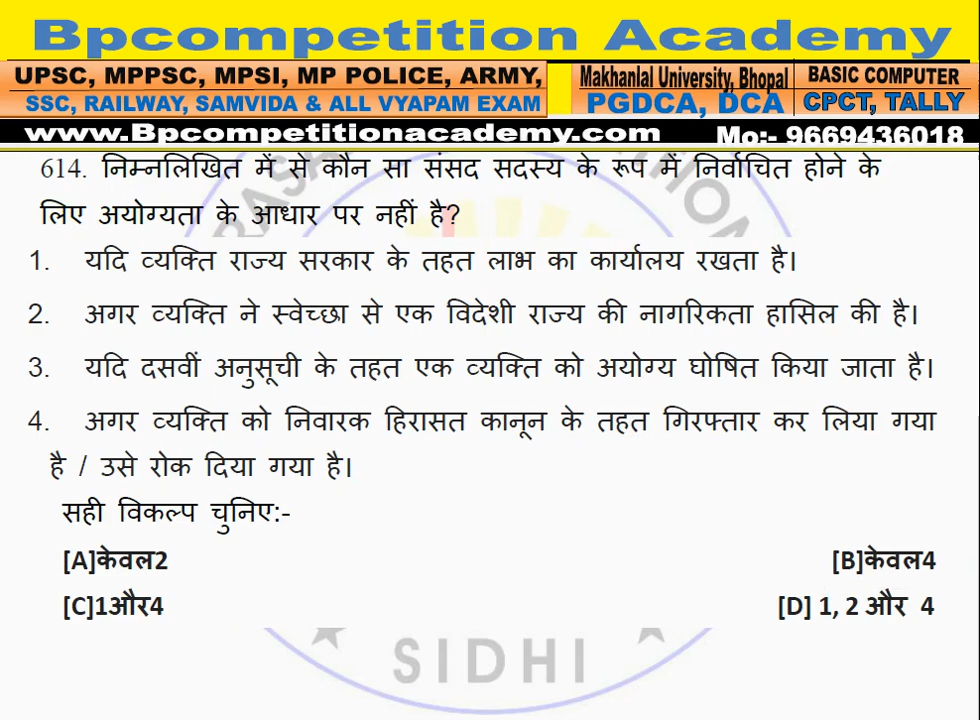 Bpcompetition Academy
UPSC, MPPSC, MPSI, MP POLICE, ARMY,
SSC, RAILWAY, SAMVIDA & ALL VYAPAM EXAM
Makhanlal University, Bhopal
PGDCA, DCA
BASIC COMPUTER
CPCT, TALLY
www.Bpcompetitionacademy.com Mo:- 9669436018
614. निम्नलिखित में से कौन सा संसद सदस्य के रूप में निर्वाचित होने के
लिए अयोग्यता के आधार पर नहीं है?
1. यदि व्यक्ति राज्य सरकार के तहत लाभ का कार्यालय रखता है।
2. अगर व्यक्ति ने स्वेच्छा से एक विदेशी राज्य की नागरिकता हासिल की है।
3. यदि दसवीं अनुसूची के तहत एक व्यक्ति को अयोग्य घोषित किया जाता है।
4. अगर व्यक्ति को निवारक हिरासत कानून के तहत गिरफ्तार कर लिया गया
है / उसे रोक दिया गया है।
सही विकल्प चुनिए:-
[A]केवल2 [B]केवल4
[C]1और4 [D] 1, 2 और 4
SIDHI